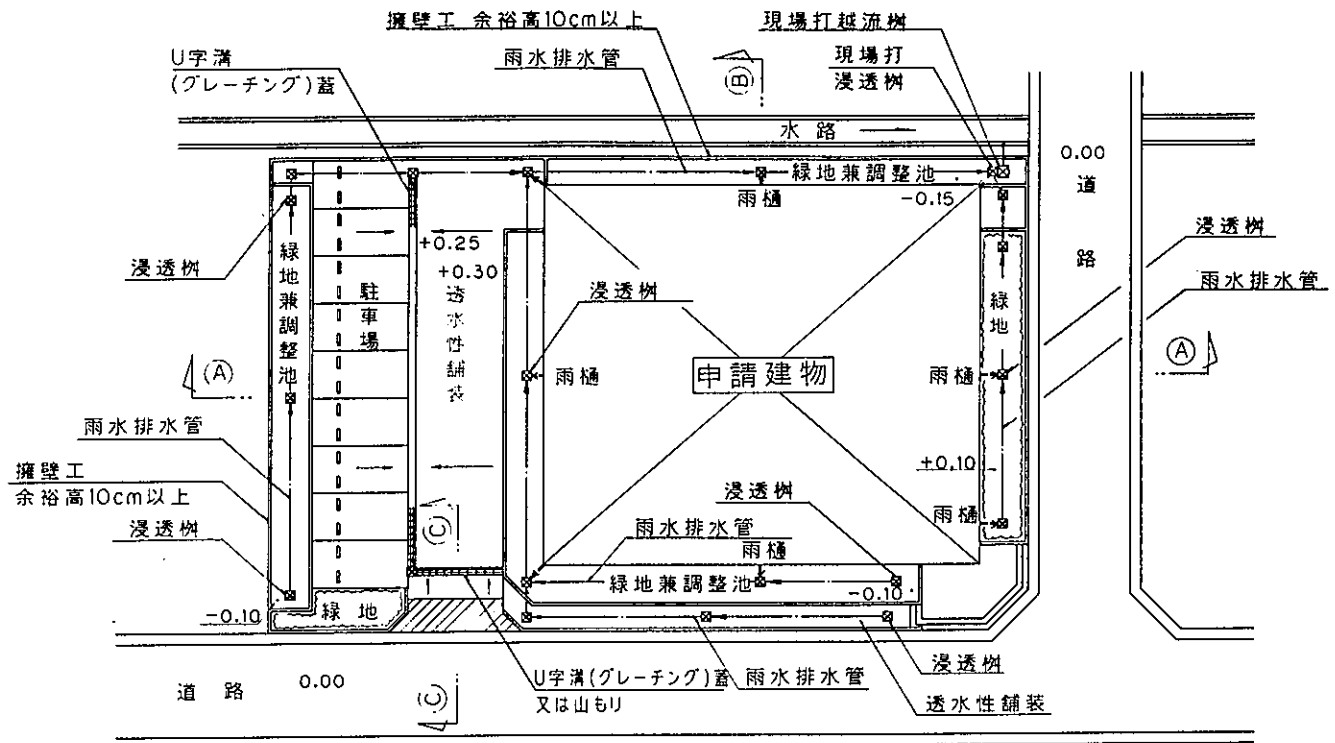 擁壁工 余裕高10cm以上
現場打越流桝
U字溝
(グレーチング)蓋
雨水排水管
(B)
現場打
浸透桝
水路
0.00
道路
緑地兼調整池
雨樋
-0.15
浸透桝
+0.25
+0.30
浸透桝
緑地兼調整池
駐車場
透水性舗装
浸透桝
緑地
雨水排水管
(A)
雨樋
申請建物
雨樋
(A)
雨水排水管
擁壁工
余裕高10cm以上
+0.10
浸透桝
浸透桝
(C)
雨水排水管
雨樋
雨樋
緑地兼調整池
-0.10
-0.10
緑地
浸透桝
道路
0.00
(C)
U字溝(グレーチング)蓋
又は山もり
雨水排水管
透水性舗装